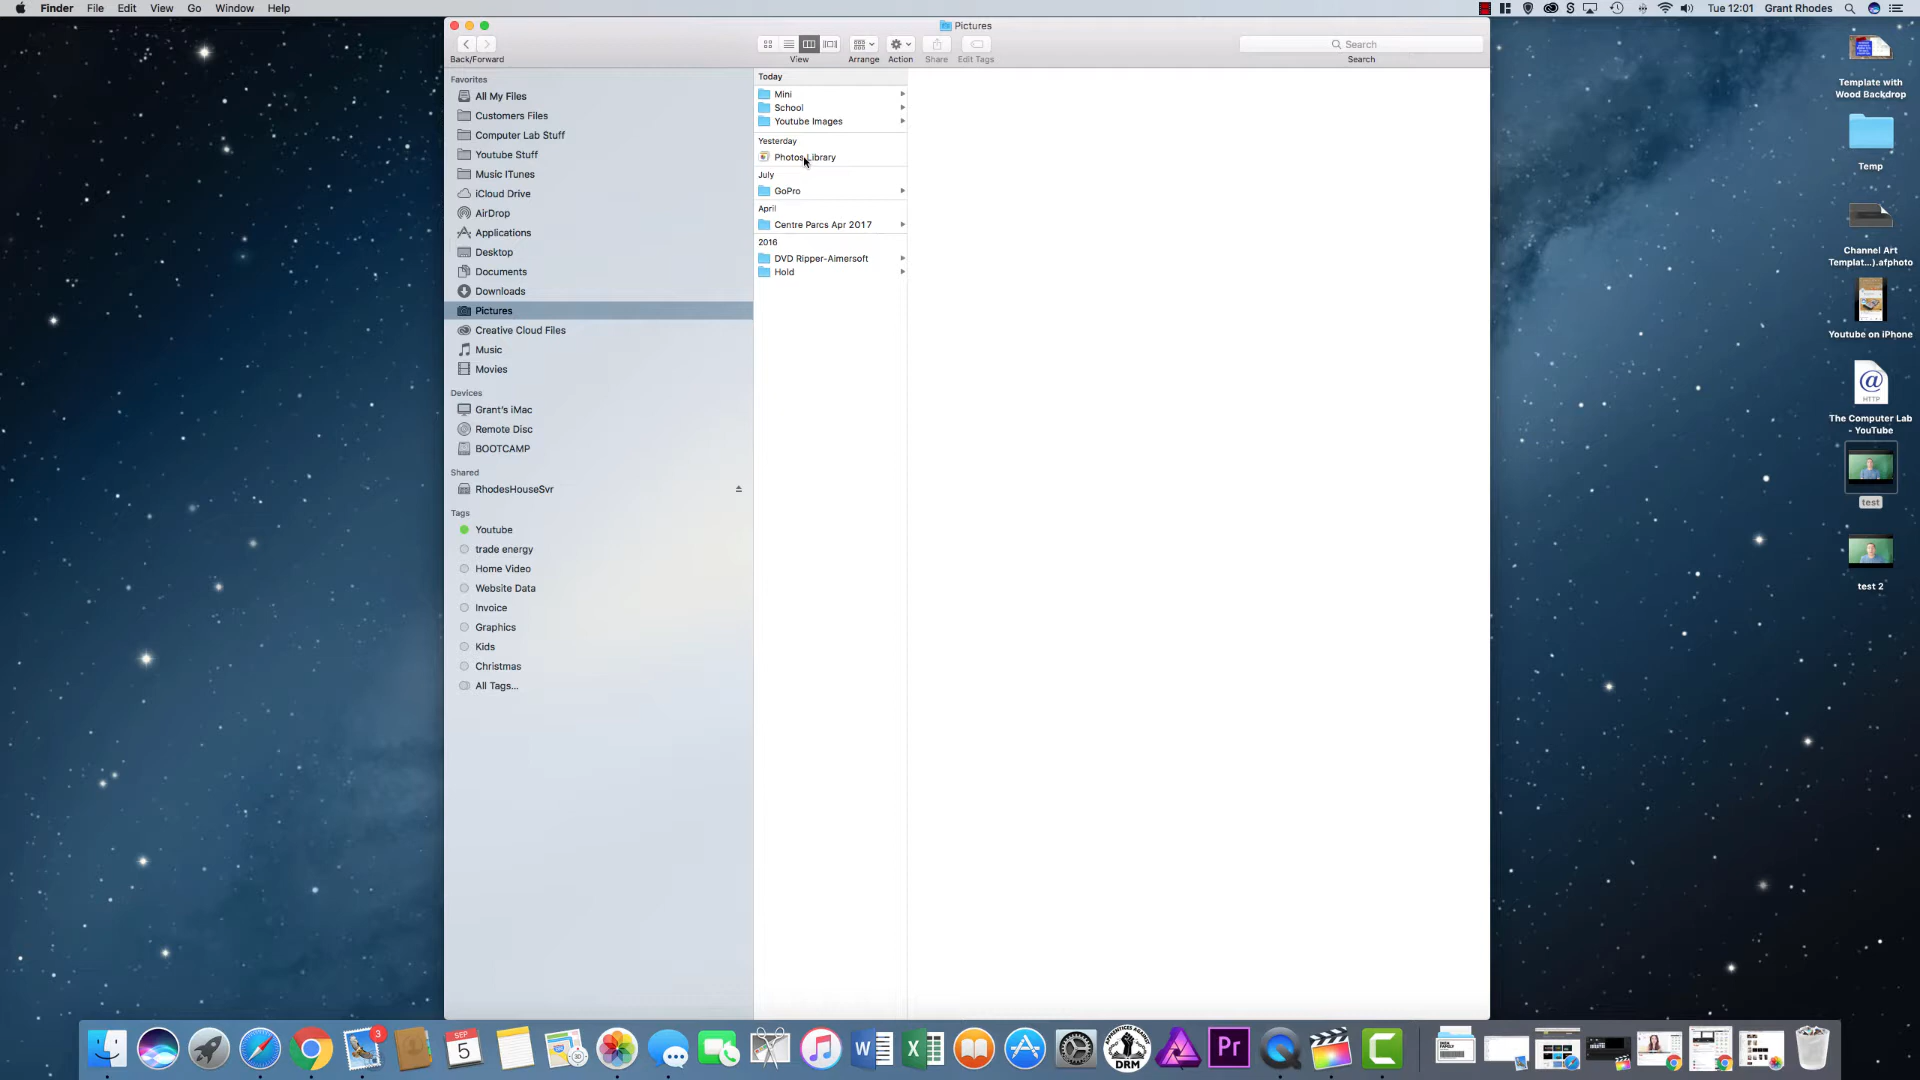 Finder File Edit View Go Window Help Tue 12:01 Grant Rhodes
Pictures
Back/Forward View Arrange Action Share Edit Tags Search
Search
Favorites
All My Files
Customers Files
Computer Lab Stuff
Youtube Stuff
Music ITunes
iCloud Drive
AirDrop
Applications
Desktop
Documents
Downloads
Pictures
Creative Cloud Files
Music
Movies
Devices
Grant's iMac
Remote Disc
BOOTCAMP
Shared
RhodesHouseSvr
Tags
Youtube
trade energy
Home Video
Website Data
Invoice
Graphics
Kids
Christmas
All Tags...
Today
Mini
School
Youtube Images
Yesterday
Photos Library
July
GoPro
April
Centre Parcs Apr 2017
2016
DVD Ripper-Aimersoft
Hold
Template with
Wood Backdrop
Temp
Channel Art
Templat...).afphoto
Youtube on iPhone
@
HTTP
The Computer Lab
- YouTube
test
test 2
3
SEP
5
30
W
X
DRM
Pr
C